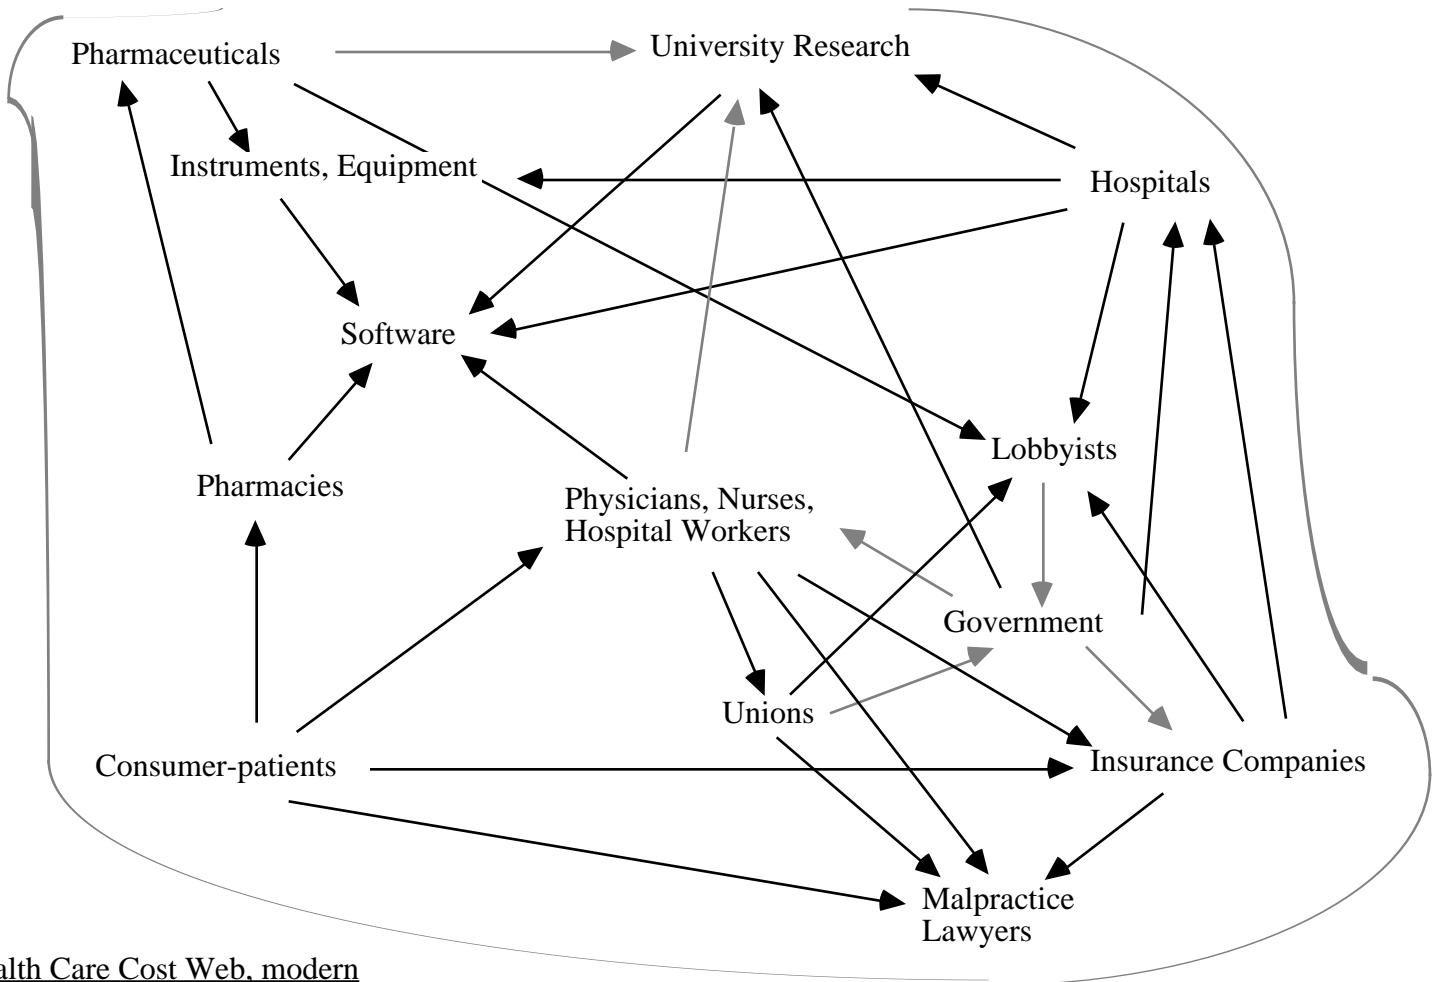 Pharmaceuticals
University Research
Instruments, Equipment
Hospitals
Software
Lobbyists
Pharmacies
Physicians, Nurses,
Hospital Workers
Government
Unions
Consumer-patients
Insurance Companies
Malpractice
Lawyers
alth Care Cost Web, modern